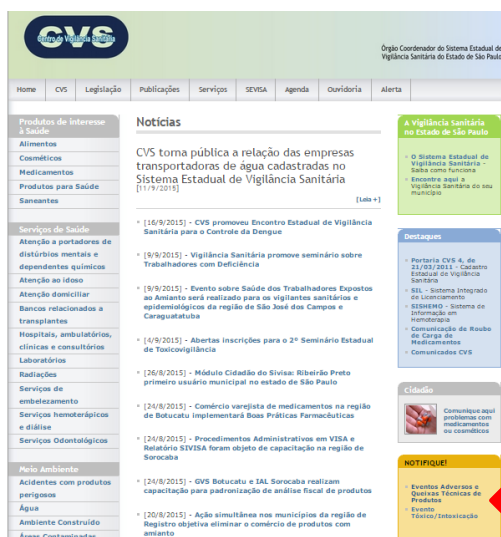 CVS
Centro de Vigilância Sanitária
Órgão Coordenador do Sistema Estadual de
Vigilância Sanitária do Estado de São Paulo
Home CVS Legislação Publicações Serviços SEVISA Agenda Ouvidoria Alerta
Produtos de interesse
à Saúde
Alimentos
Cosméticos
Medicamentos
Produtos para Saúde
Saneantes
Serviços de Saúde
Atenção a portadores de
distúrbios mentais e
dependentes químicos
Atenção ao idoso
Atenção domiciliar
Bancos relacionados a
transplantes
Hospitais, ambulatórios,
clínicas e consultórios
Laboratórios
Radiações
Serviços de
embelezamento
Serviços hemoterápicos
e diálise
Serviços Odontológicos
Meio Ambiente
Acidentes com produtos
perigosos
Água
Ambiente Construído
Áreas Contaminadas
Notícias
CVS torna pública a relação das empresas
transportadoras de água cadastradas no
Sistema Estadual de Vigilância Sanitária
[11/9/2015]
[Leia +]
[16/9/2015] - CVS promoveu Encontro Estadual de Vigilância
Sanitária para o Controle da Dengue
[9/9/2015] - Vigilância Sanitária promove seminário sobre
Trabalhadores com Deficiência
[9/9/2015] - Evento sobre Saúde dos Trabalhadores Expostos
ao Amianto será realizado para os vigilantes sanitários e
epidemiológicos da região de São José dos Campos e
Caraguatatuba
[4/9/2015] - Abertas inscrições para o 2º Seminário Estadual
de Toxicovigilância
[26/8/2015] - Módulo Cidadão do Sivisa: Ribeirão Preto
primeiro usuário municipal no estado de São Paulo
[24/8/2015] - Comércio varejista de medicamentos na região
de Botucatu implementará Boas Práticas Farmacêuticas
[24/8/2015] - Procedimentos Administrativos em VISA e
Relatório SIVISA foram objeto de capacitação na região de
Sorocaba
[24/8/2015] - GVS Botucatu e IAL Sorocaba realizam
capacitação para padronização de análise fiscal de produtos
[20/8/2015] - Ação simultânea nos municípios da região de
Registro objetiva eliminar o comércio de produtos com
amianto
A Vigilância Sanitária
no Estado de São Paulo
O Sistema Estadual de
Vigilância Sanitária -
Saiba como funciona
Encontre aqui a
Vigilância Sanitária do seu
município
Destaques
Portaria CVS 4, de
21/03/2011 - Cadastro
Estadual de Vigilância
Sanitária
SIL - Sistema Integrado
de Licenciamento
SISHEMO - Sistema de
Informação em
Hemoterapia
Comunicação de Roubo
de Carga de
Medicamentos
Comunicados CVS
Cidadão
Comunique aqui
problemas com
medicamentos
ou cosméticos
NOTIFIQUE!
Eventos Adversos e
Queixas Técnicas de
Produtos
Evento
Tóxico/Intoxicação